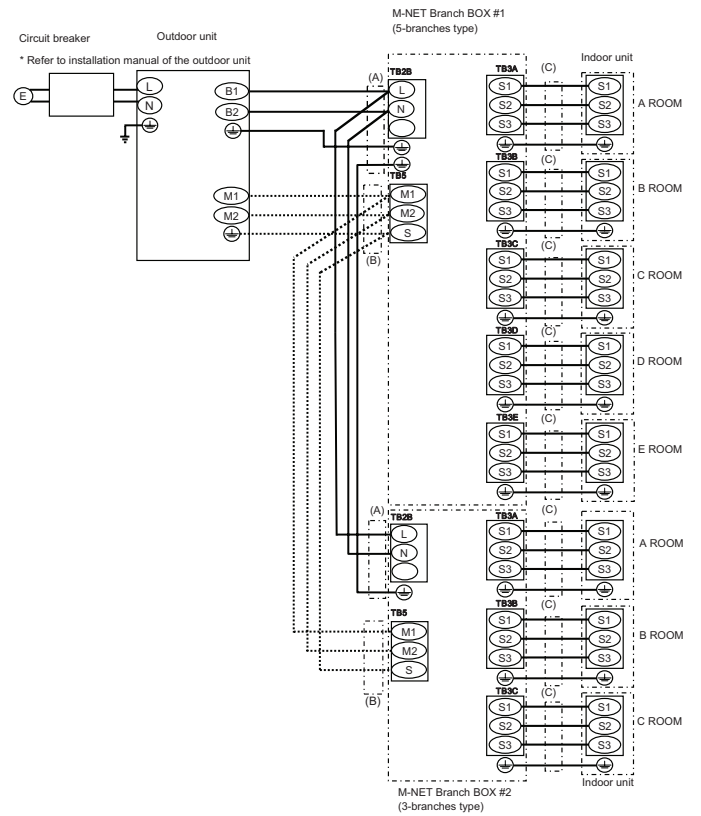 M-NET Branch BOX #1
(5-branches type)
Circuit breaker
Outdoor unit
* Refer to installation manual of the outdoor unit
Indoor unit
E
L
N
B1
B2
M1
M2
(A)
TB2B
L
N
TB5
M1
M2
S
(B)
TB3A
(C)
S1
S2
S3
S1
S2
S3
A ROOM
TB3B
(C)
S1
S2
S3
S1
S2
S3
B ROOM
TB3C
(C)
S1
S2
S3
S1
S2
S3
C ROOM
TB3D
(C)
S1
S2
S3
S1
S2
S3
D ROOM
TB3E
(C)
S1
S2
S3
S1
S2
S3
E ROOM
(A)
TB2B
L
N
TB5
M1
M2
S
(B)
TB3A
(C)
S1
S2
S3
S1
S2
S3
A ROOM
TB3B
(C)
S1
S2
S3
S1
S2
S3
B ROOM
TB3C
(C)
S1
S2
S3
S1
S2
S3
C ROOM
Indoor unit
M-NET Branch BOX #2
(3-branches type)